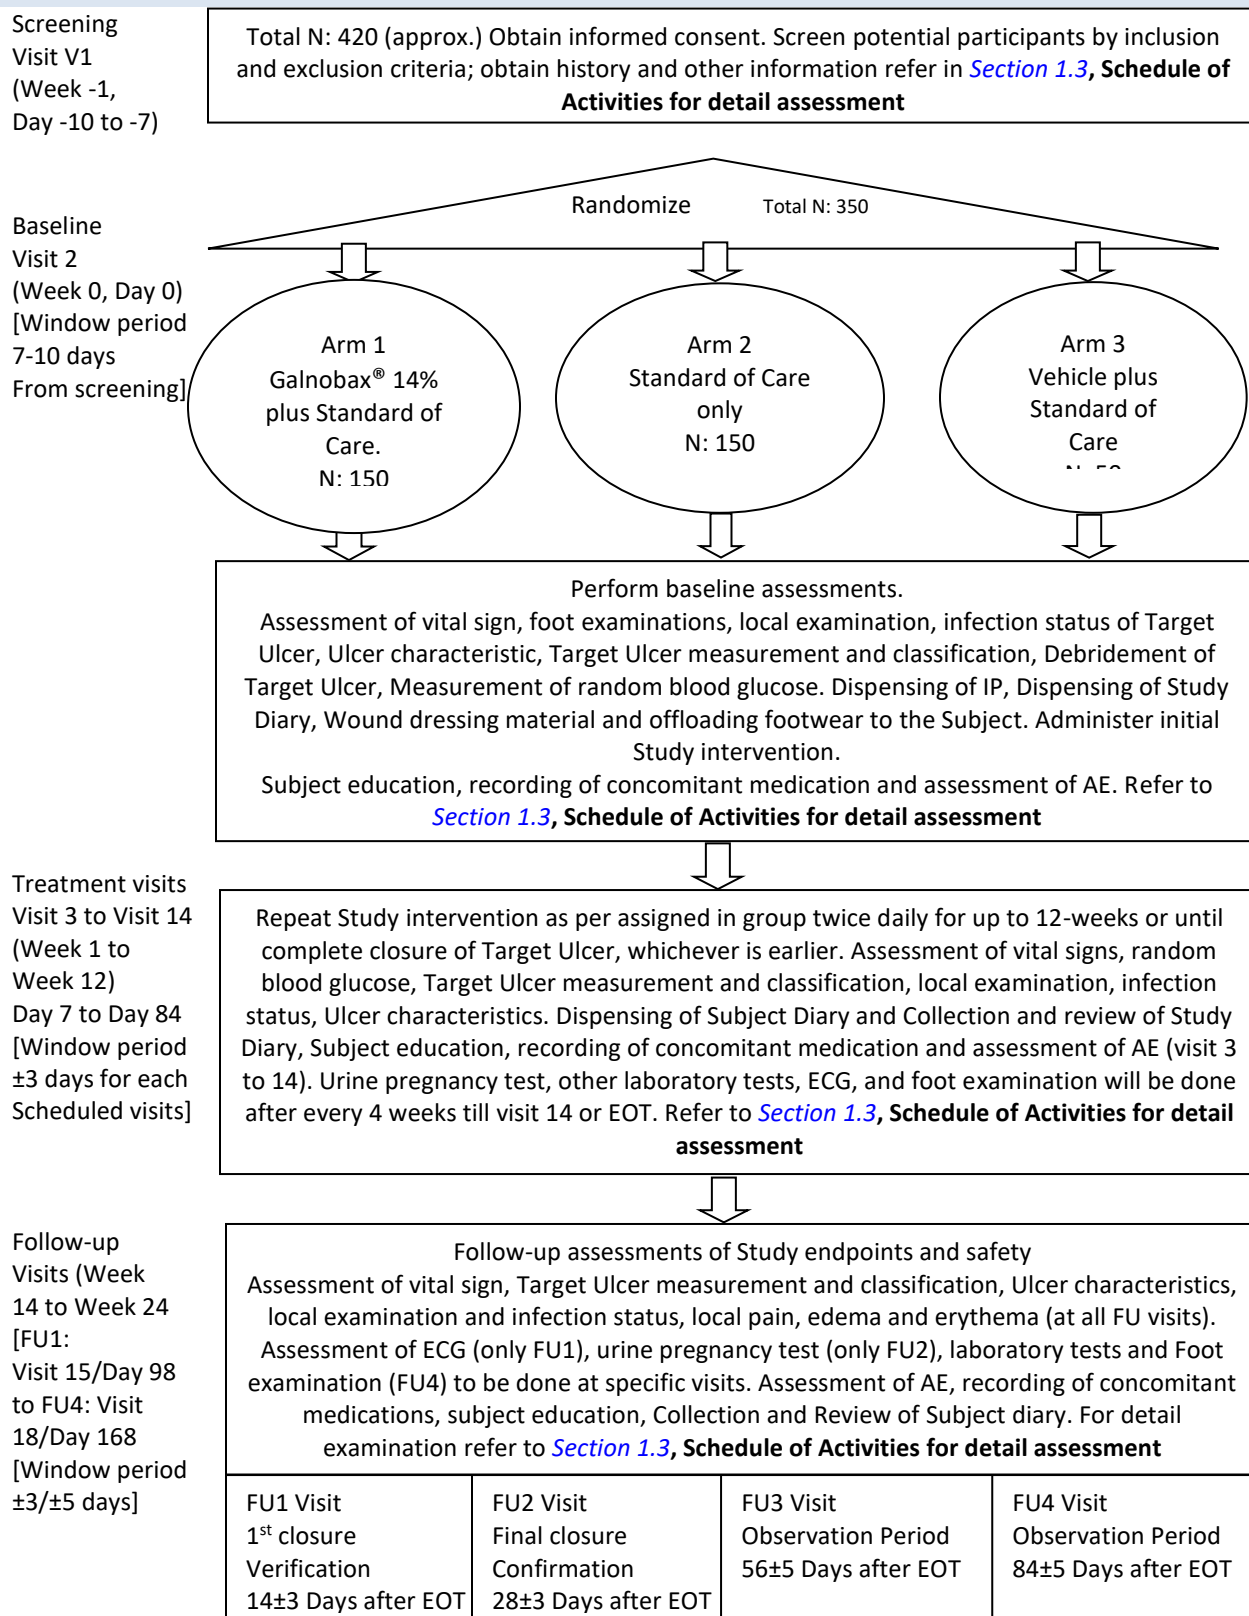 Screening
Visit V1
(Week -1,
Day -10 to -7)
Total N: 420 (approx.) Obtain informed consent. Screen potential participants by inclusion
and exclusion criteria; obtain history and other information refer in Section 1.3, Schedule of
Activities for detail assessment
Randomize Total N: 350
Baseline
Visit 2
(Week 0, Day 0)
[Window period
7-10 days
From screening]
Arm 1
Galnobax® 14%
plus Standard of
Care.
N: 150
Arm 2
Standard of Care
only
N: 150
Arm 3
Vehicle plus
Standard of
Care
Perform baseline assessments.
Assessment of vital sign, foot examinations, local examination, infection status of Target
Ulcer, Ulcer characteristic, Target Ulcer measurement and classification, Debridement of
Target Ulcer, Measurement of random blood glucose. Dispensing of IP, Dispensing of Study
Diary, Wound dressing material and offloading footwear to the Subject. Administer initial
Study intervention.
Subject education, recording of concomitant medication and assessment of AE. Refer to
Section 1.3, Schedule of Activities for detail assessment
Treatment visits
Visit 3 to Visit 14
(Week 1 to
Week 12)
Day 7 to Day 84
[Window period
±3 days for each
Scheduled visits]
Repeat Study intervention as per assigned in group twice daily for up to 12-weeks or until
complete closure of Target Ulcer, whichever is earlier. Assessment of vital signs, random
blood glucose, Target Ulcer measurement and classification, local examination, infection
status, Ulcer characteristics. Dispensing of Subject Diary and Collection and review of Study
Diary, Subject education, recording of concomitant medication and assessment of AE (visit 3
to 14). Urine pregnancy test, other laboratory tests, ECG, and foot examination will be done
after every 4 weeks till visit 14 or EOT. Refer to Section 1.3, Schedule of Activities for detail
assessment
Follow-up
Visits (Week
14 to Week 24
[FU1:
Visit 15/Day 98
to FU4: Visit
18/Day 168
[Window period
±3/±5 days]
Follow-up assessments of Study endpoints and safety
Assessment of vital sign, Target Ulcer measurement and classification, Ulcer characteristics,
local examination and infection status, local pain, edema and erythema (at all FU visits).
Assessment of ECG (only FU1), urine pregnancy test (only FU2), laboratory tests and Foot
examination (FU4) to be done at specific visits. Assessment of AE, recording of concomitant
medications, subject education, Collection and Review of Subject diary. For detail
examination refer to Section 1.3, Schedule of Activities for detail assessment
FU1 Visit
1st closure
Verification
14±3 Days after EOT
FU2 Visit
Final closure
Confirmation
28±3 Days after EOT
FU3 Visit
Observation Period
56±5 Days after EOT
FU4 Visit
Observation Period
84±5 Days after EOT